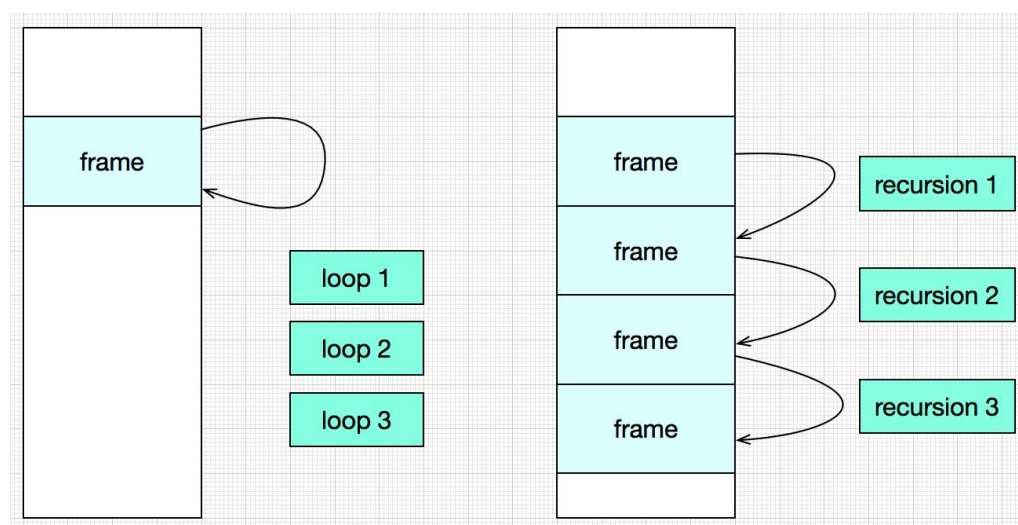 frame
loop 1
loop 2
loop 3
frame
frame
frame
frame
recursion 1
recursion 2
recursion 3